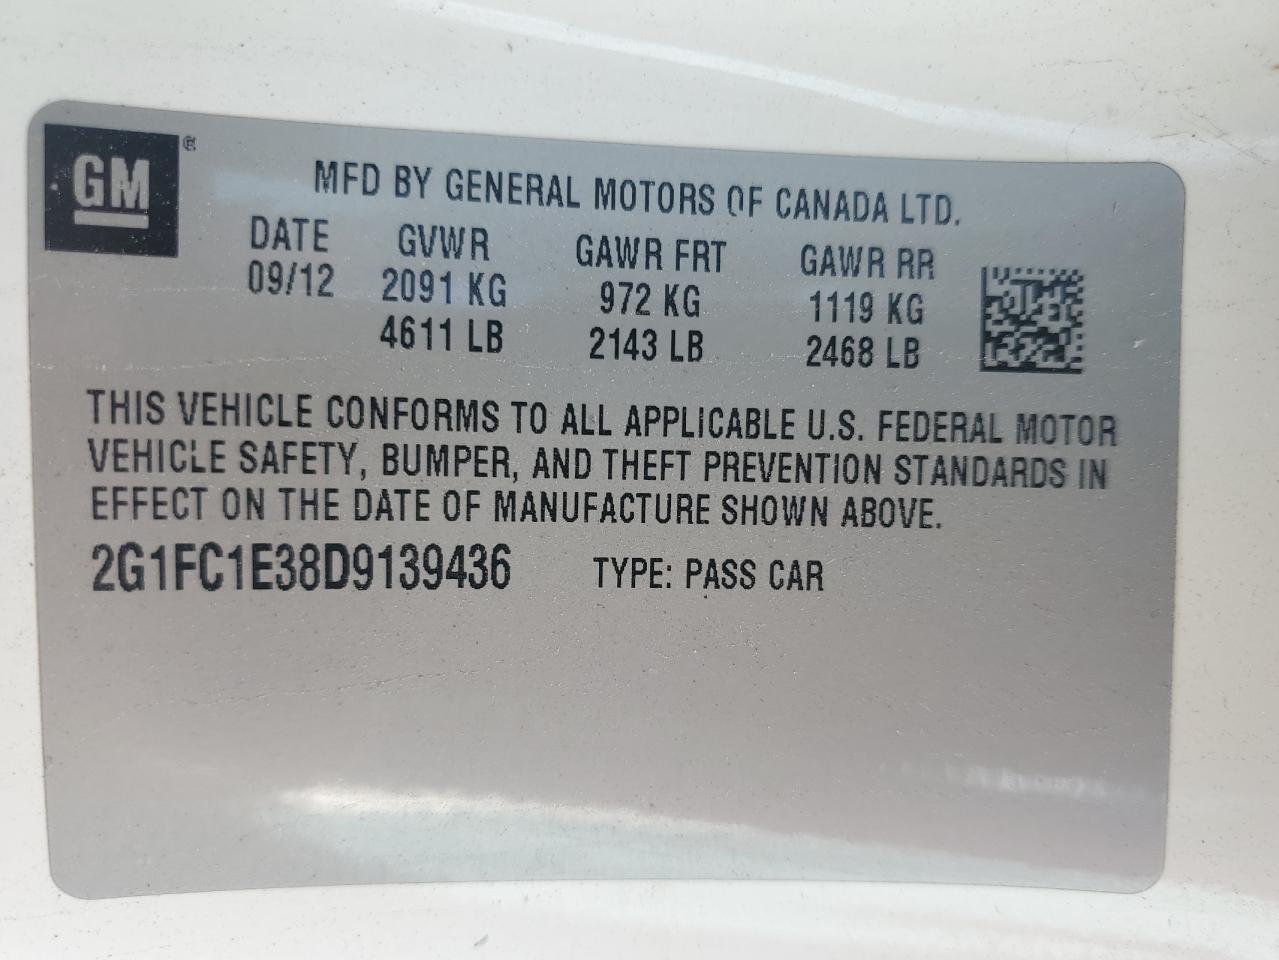 GM®
MFD BY GENERAL MOTORS OF CANADA LTD.
DATE GVWR GAWR FRT GAWR RR
09/12 2091 KG 972 KG 1119 KG
4611 LB 2143 LB 2468 LB
THIS VEHICLE CONFORMS TO ALL APPLICABLE U.S. FEDERAL MOTOR
VEHICLE SAFETY, BUMPER, AND THEFT PREVENTION STANDARDS IN
EFFECT ON THE DATE OF MANUFACTURE SHOWN ABOVE.
2G1FC1E38D9139436 TYPE: PASS CAR